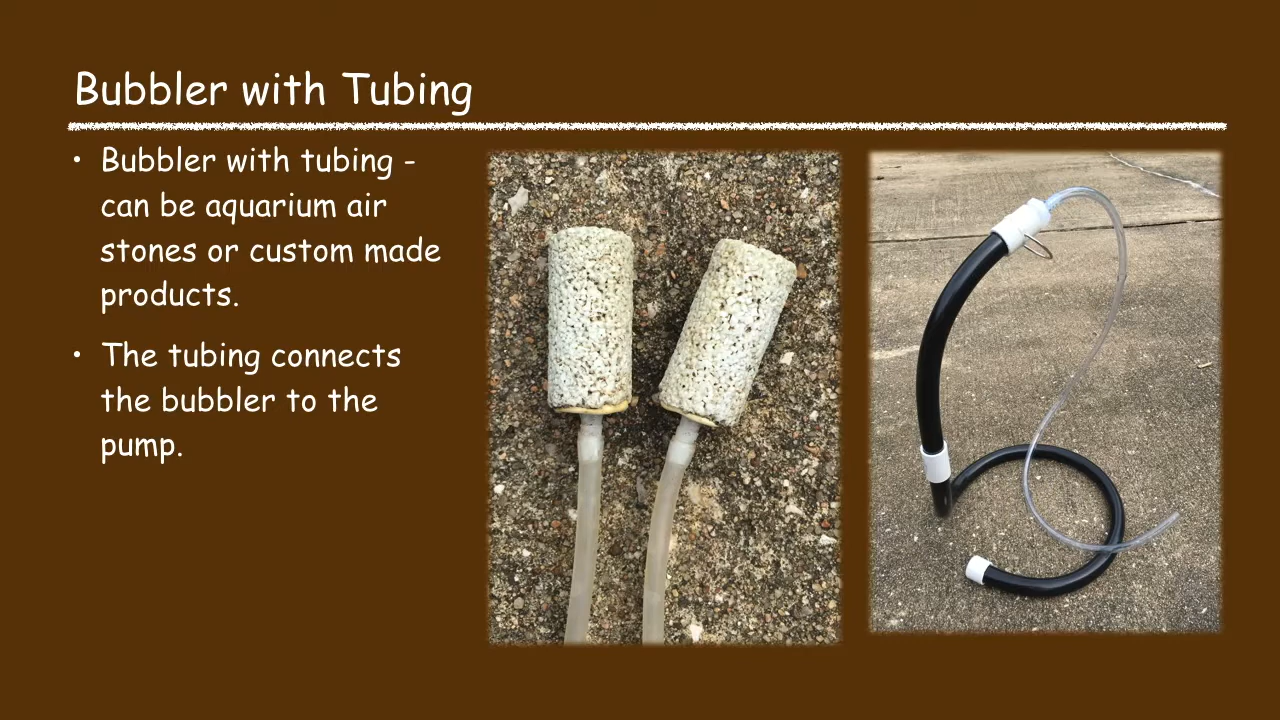 Bubbler with Tubing
• Bubbler with tubing -
can be aquarium air
stones or custom made
products.
• The tubing connects
the bubbler to the
pump.